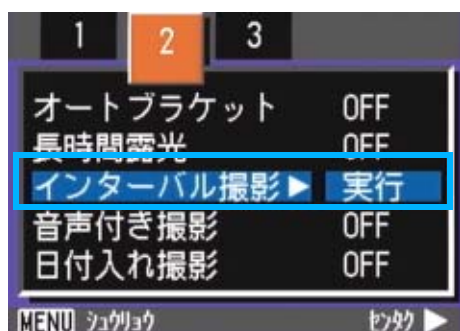 1 2 3
オートブラケット OFF
長時間露光 OFF
インターバル撮影▶ 実行
音声付き撮影 OFF
日付入れ撮影 OFF
MENU ｼｭｳﾘｮｳ ｾﾝﾀｸ ▶